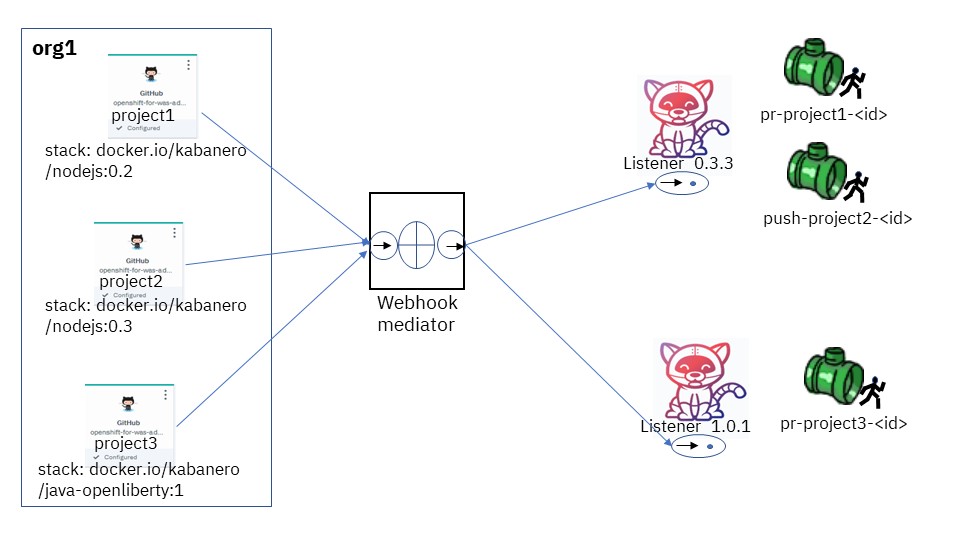 org1
GitHub
openshift-for-was-ad...
project1
✓ Configured
stack: docker.io/kabanero
/nodejs:0.2
GitHub
openshift-for-was-ad...
project2
✓ Configured
stack: docker.io/kabanero
/nodejs:0.3
GitHub
openshift-for-was-ad...
project3
✓ Configured
stack: docker.io/kabanero
/java-openliberty:1
Webhook
mediator
Listener 0.3.3
pr-project1-<id>
push-project2-<id>
Listener 1.0.1
pr-project3-<id>